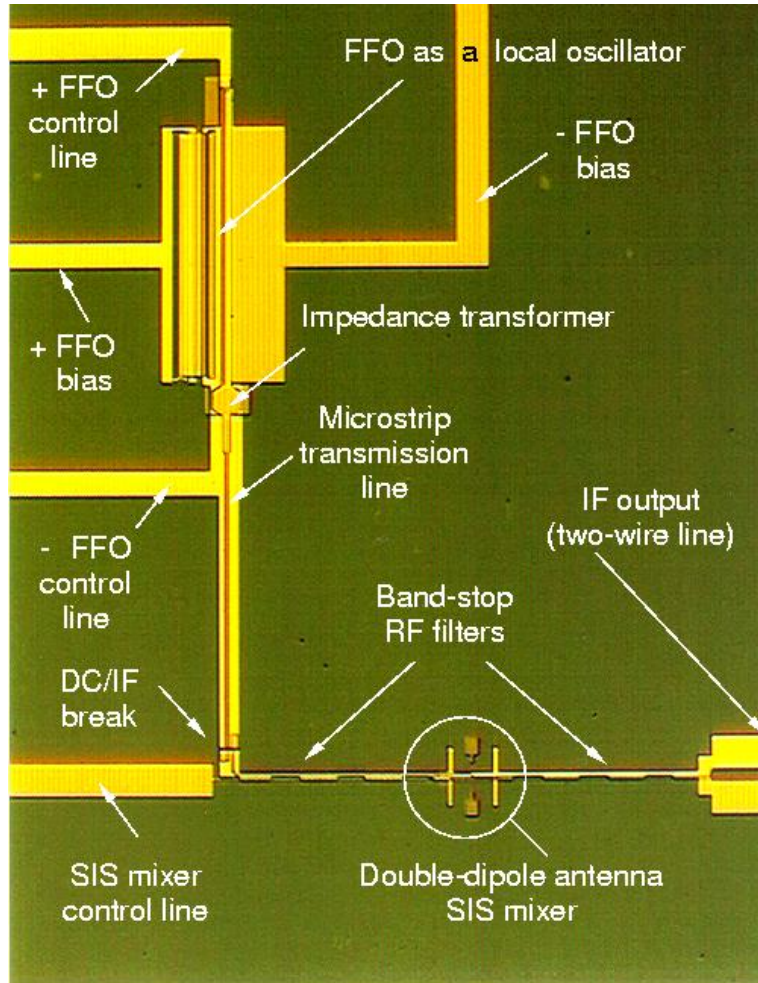 FFO as a local oscillator
+ FFO
control
line
- FFO
bias
Impedance transformer
+ FFO
bias
Microstrip
transmission
line
IF output
(two-wire line)
- FFO
control
line
Band-stop
RF filters
DC/IF
break
SIS mixer
control line
Double-dipole antenna
SIS mixer